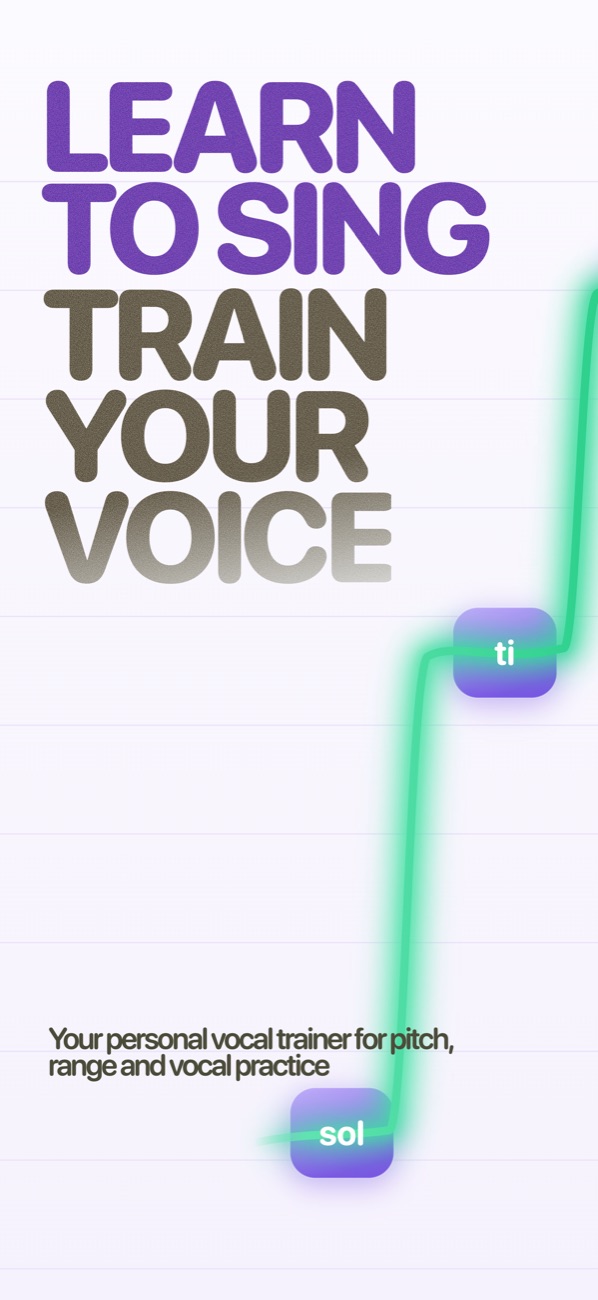 LEARN
TO SING
TRAIN
YOUR
VOICE
ti
Your personal vocal trainer for pitch,
range and vocal practice
sol